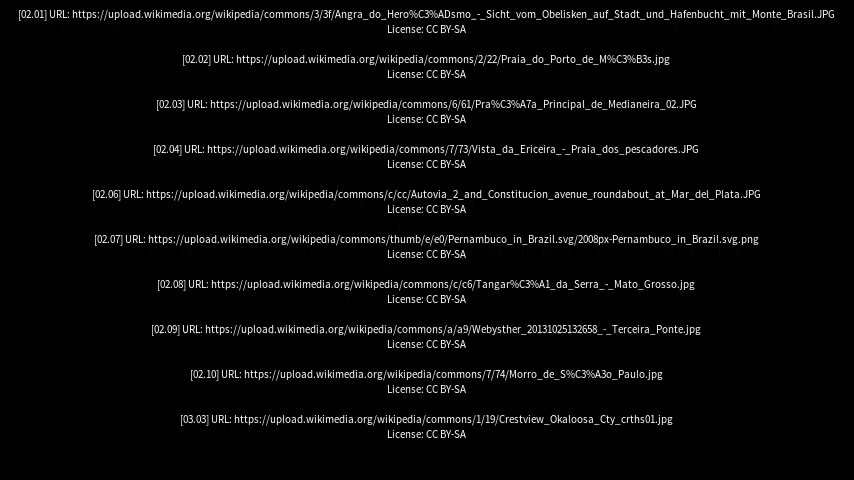 [02.01] URL: https://upload.wikimedia.org/wikipedia/commons/3/3f/Angra_do_Hero%C3%ADsmo_-_Sicht_vom_Obelisken_auf_Stadt_und_Hafenbucht_mit_Monte_Brasil.JPG
License: CC BY-SA
[02.02] URL: https://upload.wikimedia.org/wikipedia/commons/2/22/Praia_do_Porto_de_M%C3%B3s.jpg
License: CC BY-SA
[02.03] URL: https://upload.wikimedia.org/wikipedia/commons/6/61/Pra%C3%A7a_Principal_de_Medianeira_02.JPG
License: CC BY-SA
[02.04] URL: https://upload.wikimedia.org/wikipedia/commons/7/73/Vista_da_Ericeira_-_Praia_dos_pescadores.JPG
License: CC BY-SA
[02.06] URL: https://upload.wikimedia.org/wikipedia/commons/c/cc/Autovia_2_and_Constitucion_avenue_roundabout_at_Mar_del_Plata.JPG
License: CC BY-SA
[02.07] URL: https://upload.wikimedia.org/wikipedia/commons/thumb/e/e0/Pernambuco_in_Brazil.svg/2008px-Pernambuco_in_Brazil.svg.png
License: CC BY-SA
[02.08] URL: https://upload.wikimedia.org/wikipedia/commons/c/c6/Tangar%C3%A1_da_Serra_-_Mato_Grosso.jpg
License: CC BY-SA
[02.09] URL: https://upload.wikimedia.org/wikipedia/commons/a/a9/Webysther_20131025132658_-_Terceira_Ponte.jpg
License: CC BY-SA
[02.10] URL: https://upload.wikimedia.org/wikipedia/commons/7/74/Morro_de_S%C3%A3o_Paulo.jpg
License: CC BY-SA
[03.03] URL: https://upload.wikimedia.org/wikipedia/commons/1/19/Crestview_Okaloosa_Cty_crths01.jpg
License: CC BY-SA